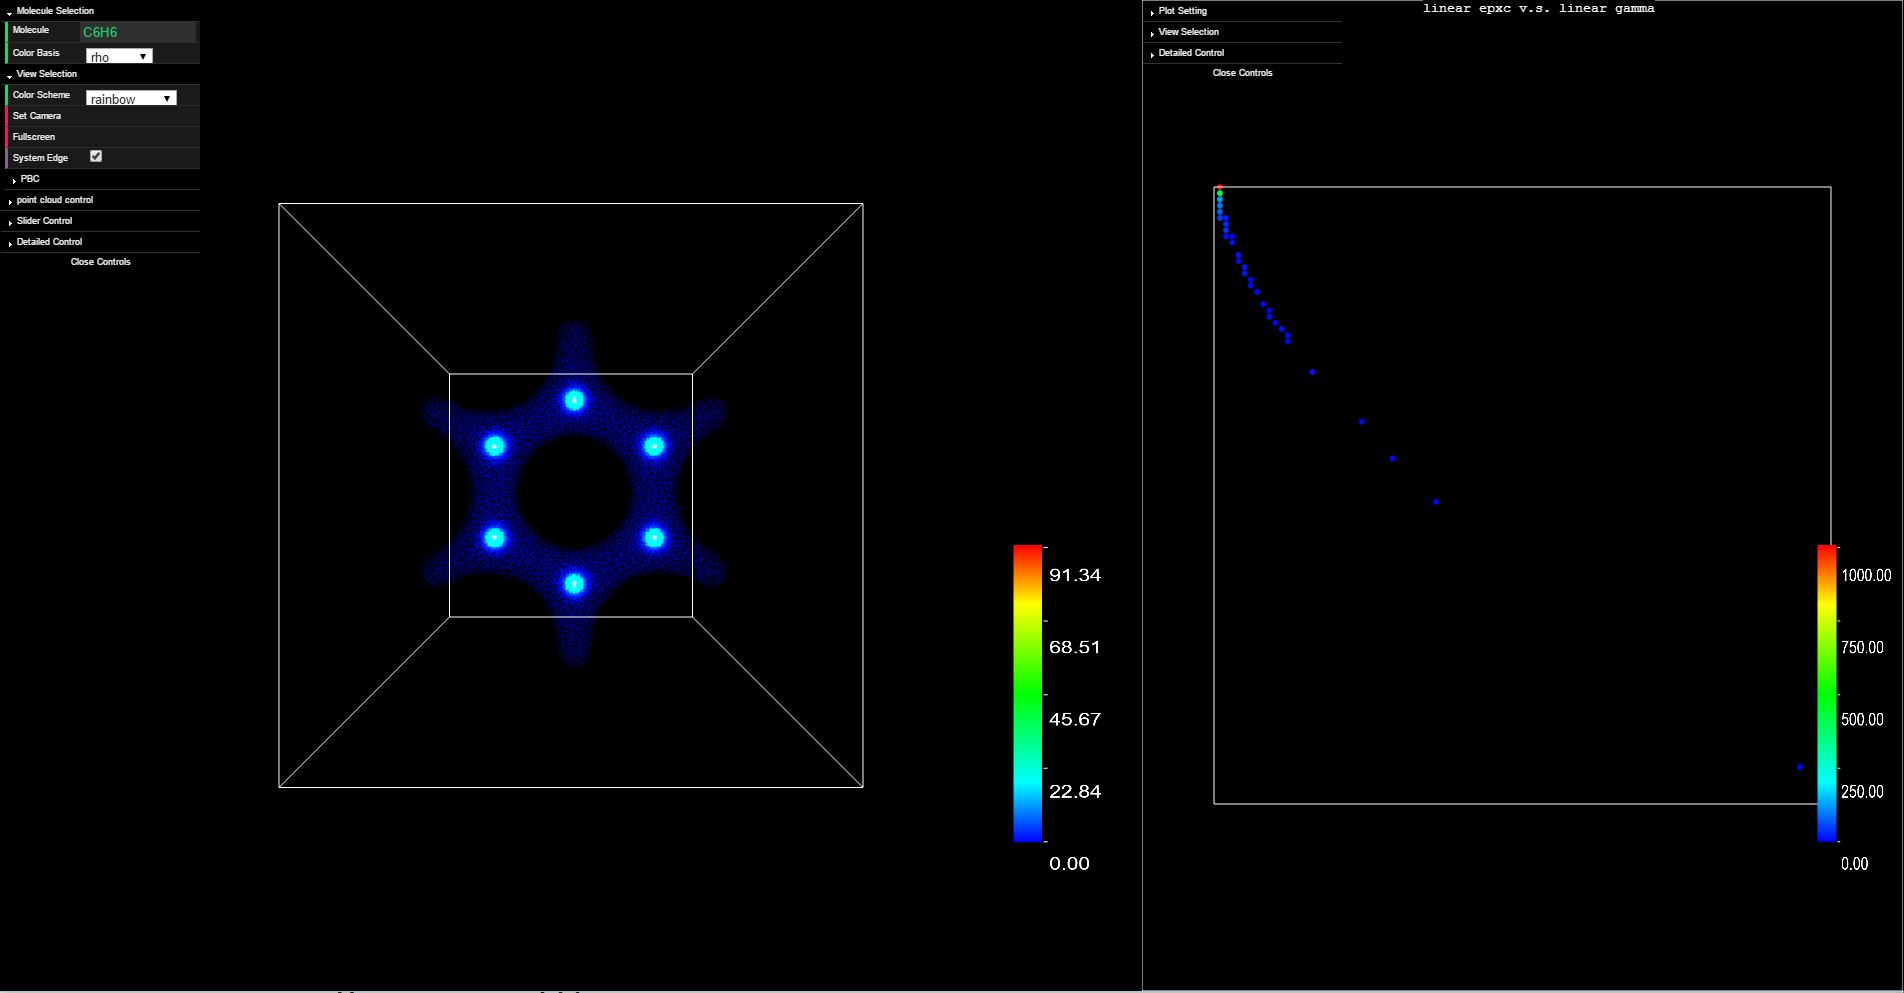 Molecule Selection
Molecule C6H6
Color Basis rho
View Selection
Color Scheme rainbow
Set Camera
Fullscreen
System Edge
PBC
point cloud control
Slider Control
Detailed Control
Close Controls
91.34
68.51
45.67
22.84
0.00
linear epxc v.s. linear gamma
Plot Setting
View Selection
Detailed Control
Close Controls
1000.00
750.00
500.00
250.00
0.00